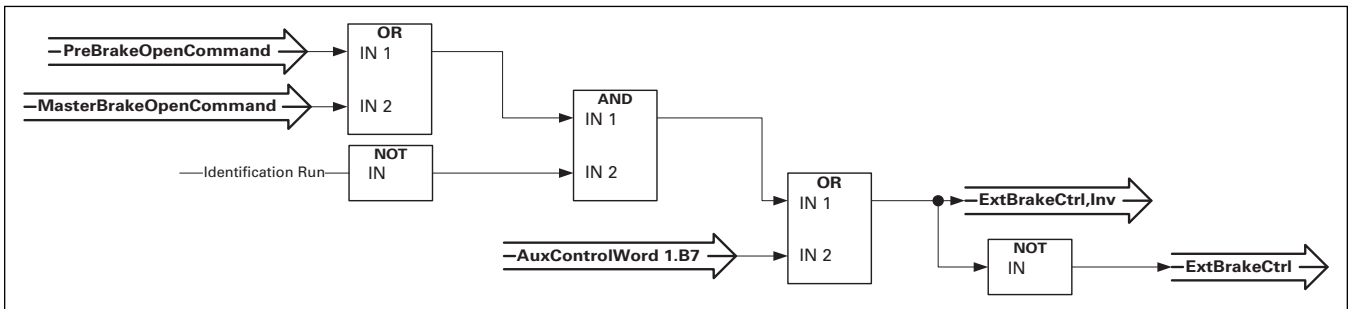 OR
PreBrakeOpenCommand
IN 1
MasterBrakeOpenCommand
IN 2
AND
IN 1
NOT
Identification Run
IN
IN 2
OR
IN 1
ExtBrakeCtrl,Inv
AuxControlWord 1.B7
IN 2
NOT
IN
ExtBrakeCtrl